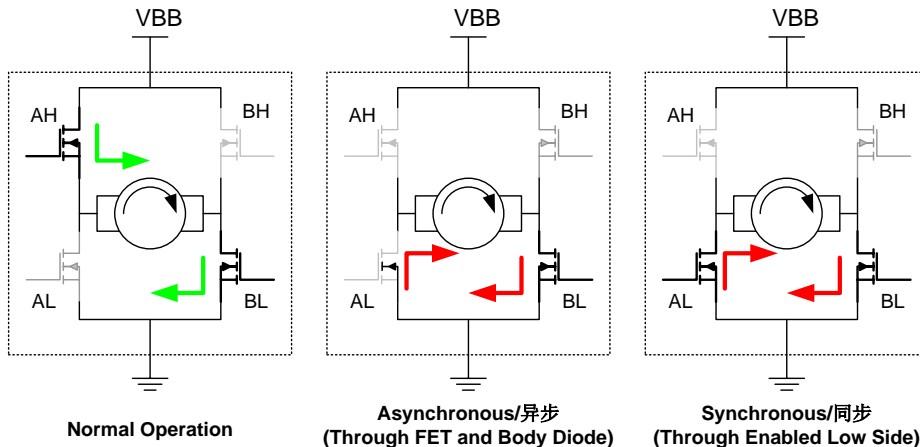 VBB
AH
BH
AL
BL
Normal Operation
VBB
AH
BH
AL
BL
Asynchronous/异步
(Through FET and Body Diode)
VBB
AH
BH
AL
BL
Synchronous/同步
(Through Enabled Low Side)